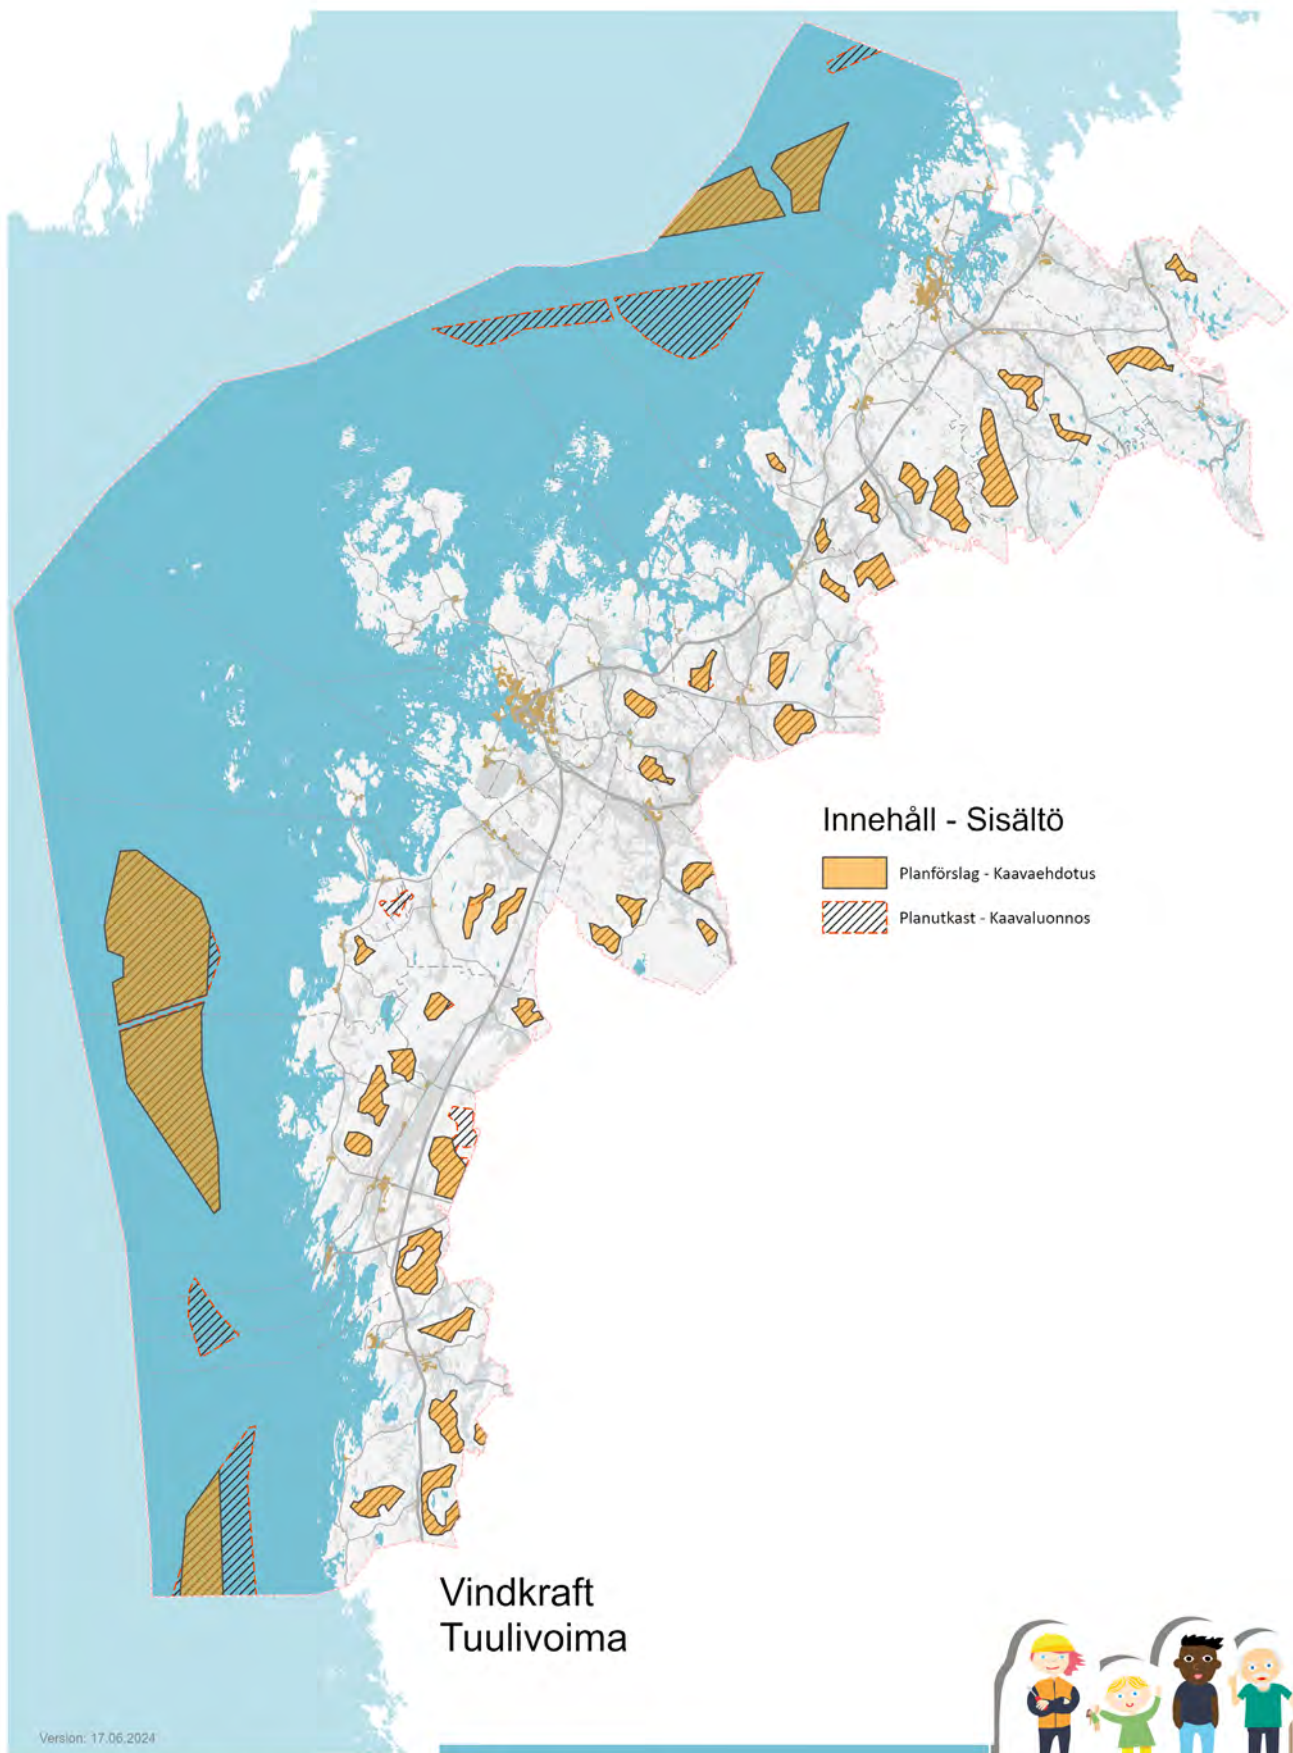 Innehåll - Sisältö
Planförslag - Kaavaehdotus
Planutkast - Kaavaluonnos
Vindkraft
Tuulivoima
Version: 17.06.2024